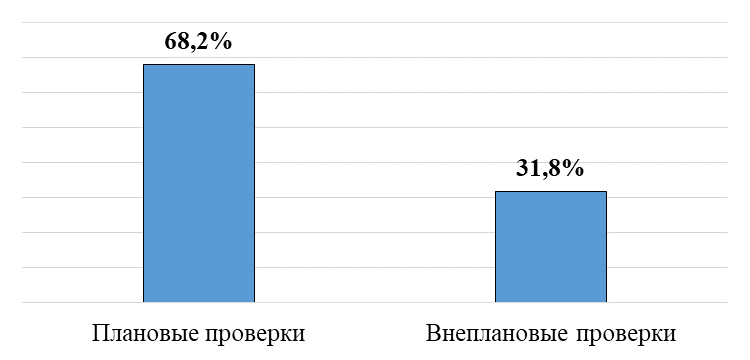 68,2%
31,8%
Плановые проверки
Внеплановые проверки